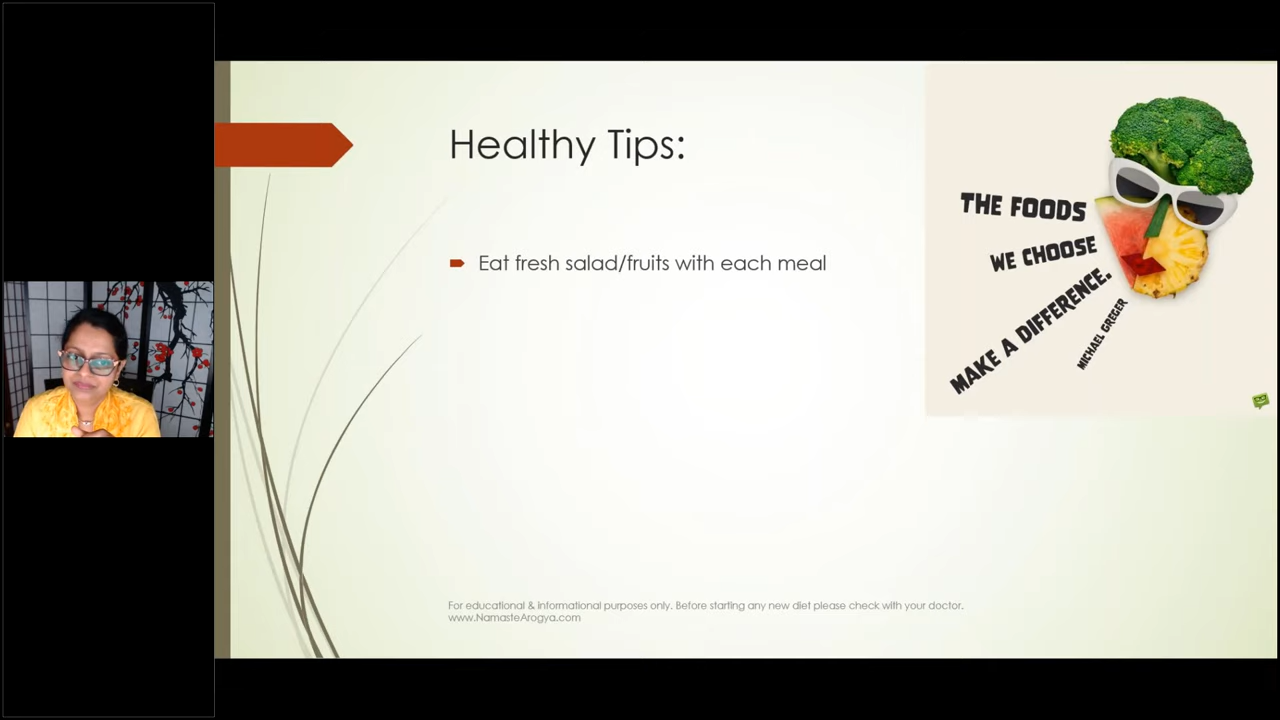 Healthy Tips:
Eat fresh salad/fruits with each meal
THE FOODS
WE CHOOSE
MAKE A DIFFERENCE.
MICHAEL GREGER
For educational & informational purposes only. Before starting any new diet please check with your doctor.
www.NamasteArogya.com